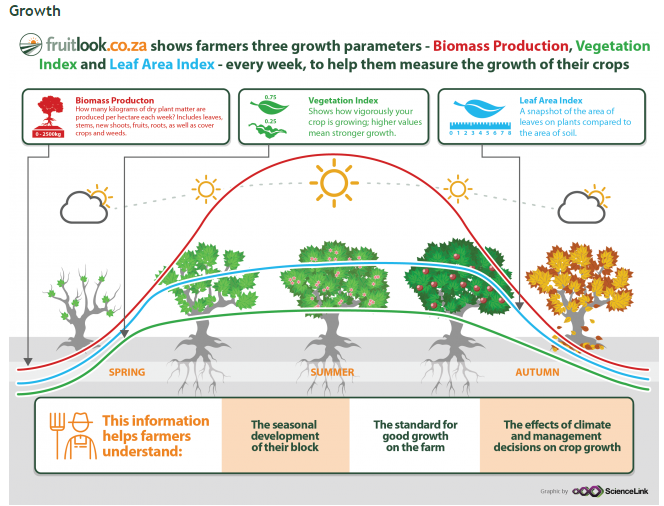 Growth
fruitlook.co.za shows farmers three growth parameters - Biomass Production, Vegetation
Index and Leaf Area Index - every week, to help them measure the growth of their crops
Biomass Producton
How many kilograms of dry plant matter are
produced per hectare each week? Includes leaves,
stems, new shoots, fruits, roots, as well as cover
crops and weeds.
0 - 2500kg
0.75
0.25
Vegetation Index
Shows how vigorously your
crop is growing; higher values
mean stronger growth.
0 1 2 3 4 5 6 7 8
Leaf Area Index
A snapshot of the area of
leaves on plants compared to
the area of soil.
SPRING
SUMMER
AUTUMN
This information
helps farmers
understand:
The seasonal
development
of their block
The standard for
good growth
on the farm
The effects of climate
and management
decisions on crop growth
Graphic by ScienceLink